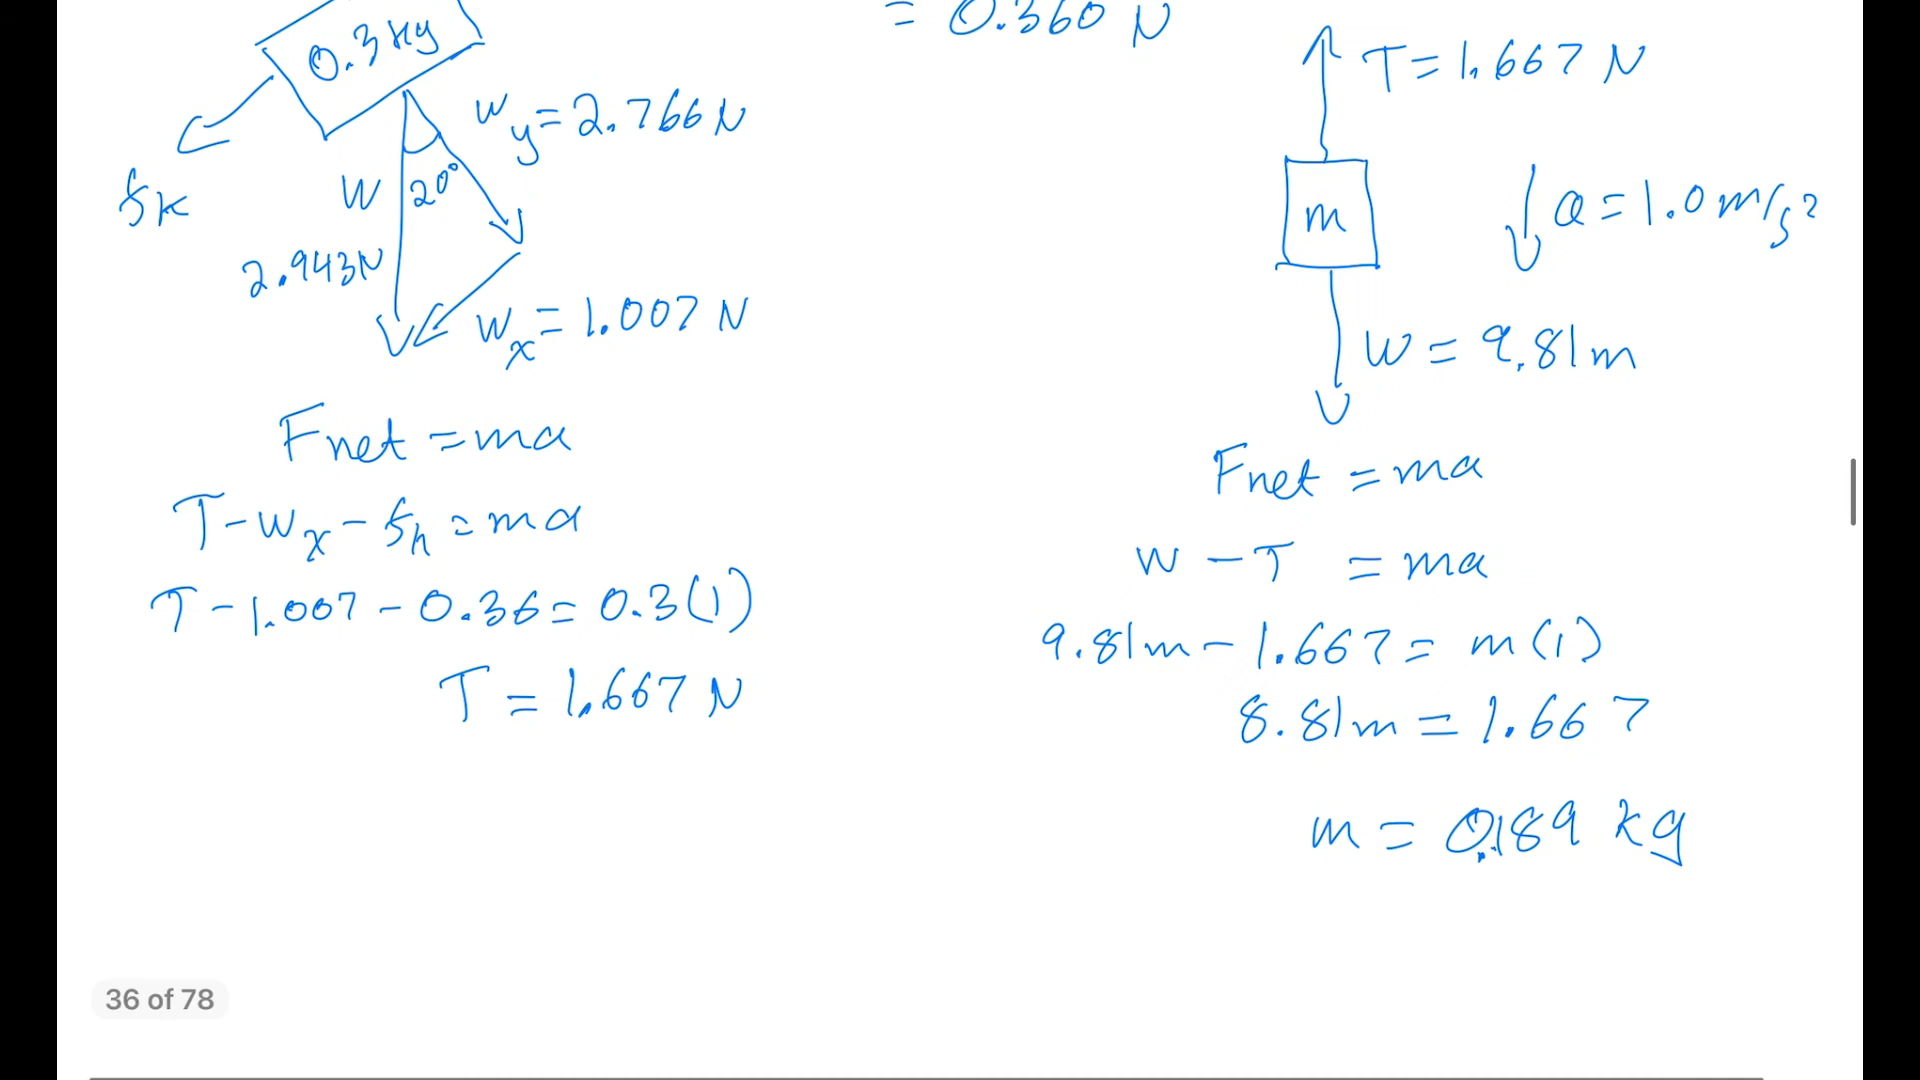 = 0.360 N
0.3 kg
fk
Wy = 2.766 N
W
20°
2.943N
Wx = 1.007 N
Fnet = ma
T - Wx - fk = ma
T - 1.007 - 0.36 = 0.3(1)
T = 1.667 N
T = 1.667 N
m
a = 1.0 m/s²
W = 9.81m
Fnet = ma
W - T = ma
9.81m - 1.667 = m(1)
8.81m = 1.667
m = 0.189 kg
36 of 78